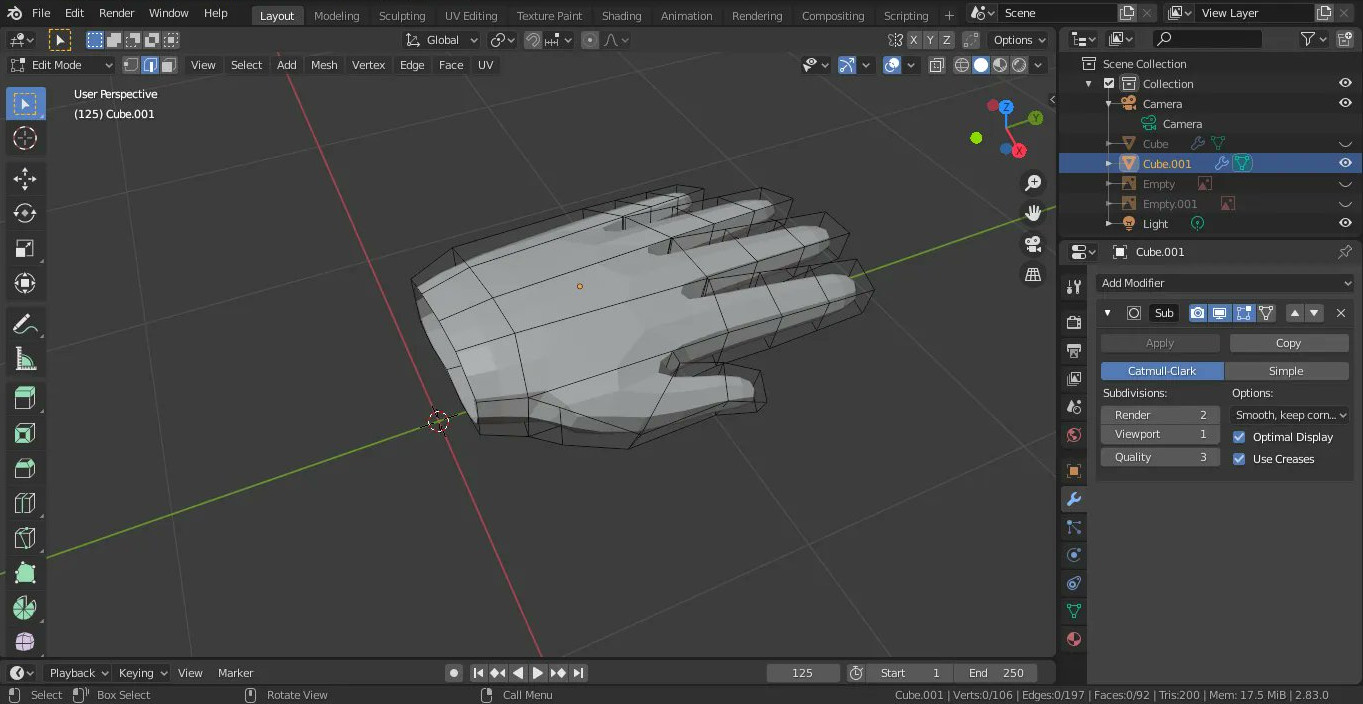 File Edit Render Window Help Layout Modeling Sculpting UV Editing Texture Paint Shading Animation Rendering Compositing Scripting + Scene View Layer
Global X Y Z Options
Edit Mode View Select Add Mesh Vertex Edge Face UV
User Perspective
(125) Cube.001
Z
Y
X
Scene Collection
Collection
Camera
Camera
Cube
Cube.001
Empty
Empty.001
Light
Cube.001
Add Modifier
Sub
Apply Copy
Catmull-Clark Simple
Subdivisions: Options:
Render 2 Smooth, keep corn...
Viewport 1 Optimal Display
Quality 3 Use Creases
Playback Keying View Marker 125 Start 1 End 250
Select Box Select Rotate View Call Menu Cube.001 | Verts:0/106 | Edges:0/197 | Faces:0/92 | Tris:200 | Mem: 17.5 MiB | 2.83.0